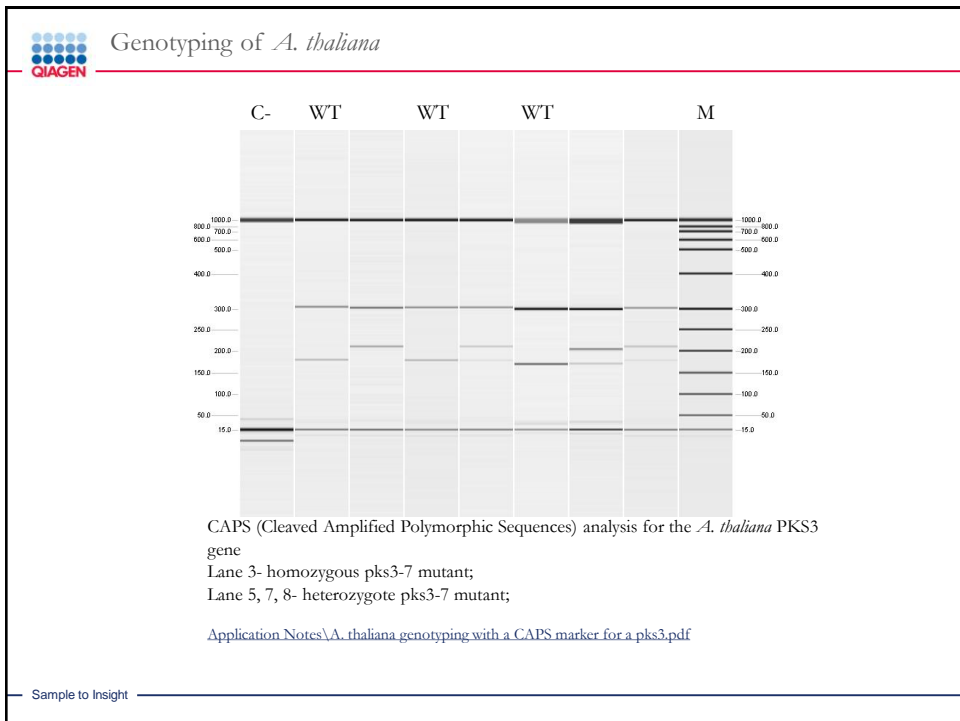 QIAGEN
Genotyping of A. thaliana
C- WT WT WT M
1000.0 1000.0
800.0 800.0
700.0 700.0
600.0 600.0
500.0 500.0
400.0 400.0
300.0 300.0
250.0 250.0
200.0 200.0
150.0 150.0
100.0 100.0
50.0 50.0
15.0 15.0
CAPS (Cleaved Amplified Polymorphic Sequences) analysis for the A. thaliana PKS3
gene
Lane 3- homozygous pks3-7 mutant;
Lane 5, 7, 8- heterozygote pks3-7 mutant;
Application Notes\A. thaliana genotyping with a CAPS marker for a pks3.pdf
Sample to Insight